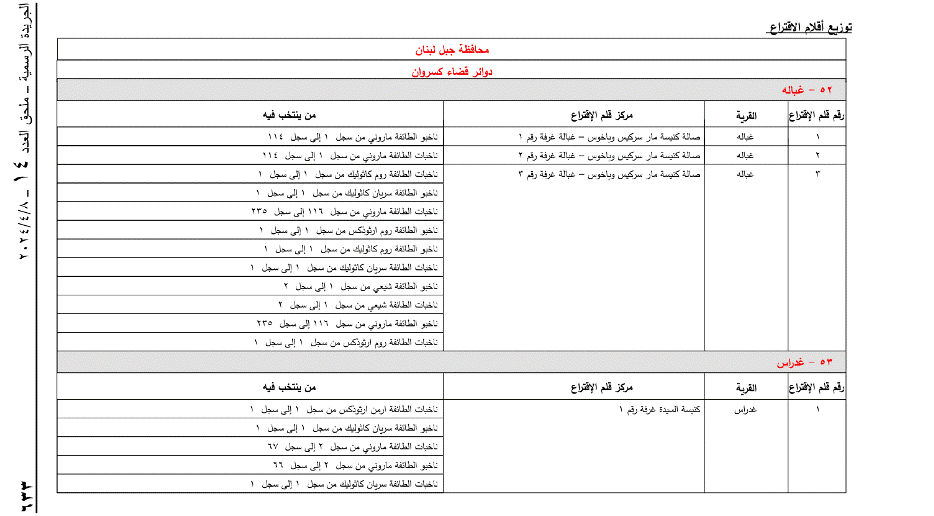 الجريدة الرسمية – ملحق العدد ١٤ – ٢٠٢٤/٤/٨
توزيع أقلام الاقتراع
محافظة جبل لبنان
دوائر قضاء كسروان
٥٢ - غباله
رقم قلم الإقتراع القرية مركز قلم الإقتراع من ينتخب فيه
١ غباله صالة كنيسة مار سركيس وباخوس – غبالة غرفة رقم ١ ناخبو الطائفة ماروني من سجل ١ إلى سجل ١١٤
٢ غباله صالة كنيسة مار سركيس وباخوس – غبالة غرفة رقم ٢ ناخبات الطائفة ماروني من سجل ١ إلى سجل ١١٤
٣ غباله صالة كنيسة مار سركيس وباخوس – غبالة غرفة رقم ٣ ناخبات الطائفة روم كاثوليك من سجل ١ إلى سجل ١
ناخبو الطائفة سريان كاثوليك من سجل ١ إلى سجل ١
ناخبات الطائفة ماروني من سجل ١١٦ إلى سجل ٢٣٥
ناخبو الطائفة روم ارثوذكس من سجل ١ إلى سجل ١
ناخبو الطائفة روم كاثوليك من سجل ١ إلى سجل ١
ناخبات الطائفة سريان كاثوليك من سجل ١ إلى سجل ١
ناخبو الطائفة شيعي من سجل ١ إلى سجل ٢
ناخبات الطائفة شيعي من سجل ١ إلى سجل ٢
ناخبو الطائفة ماروني من سجل ١١٦ إلى سجل ٢٣٥
ناخبات الطائفة روم ارثوذكس من سجل ١ إلى سجل ١
٥٣ - غدراس
رقم قلم الإقتراع القرية مركز قلم الإقتراع من ينتخب فيه
١ غدراس كنيسة السيدة غرفة رقم ١ ناخبات الطائفة ارمن ارثوذكس من سجل ١ إلى سجل ١
ناخبو الطائفة سريان كاثوليك من سجل ١ إلى سجل ١
ناخبات الطائفة ماروني من سجل ٢ إلى سجل ٦٧
ناخبو الطائفة ماروني من سجل ٢ إلى سجل ٦٦
ناخبات الطائفة سريان كاثوليك من سجل ١ إلى سجل ١
٦٣٣